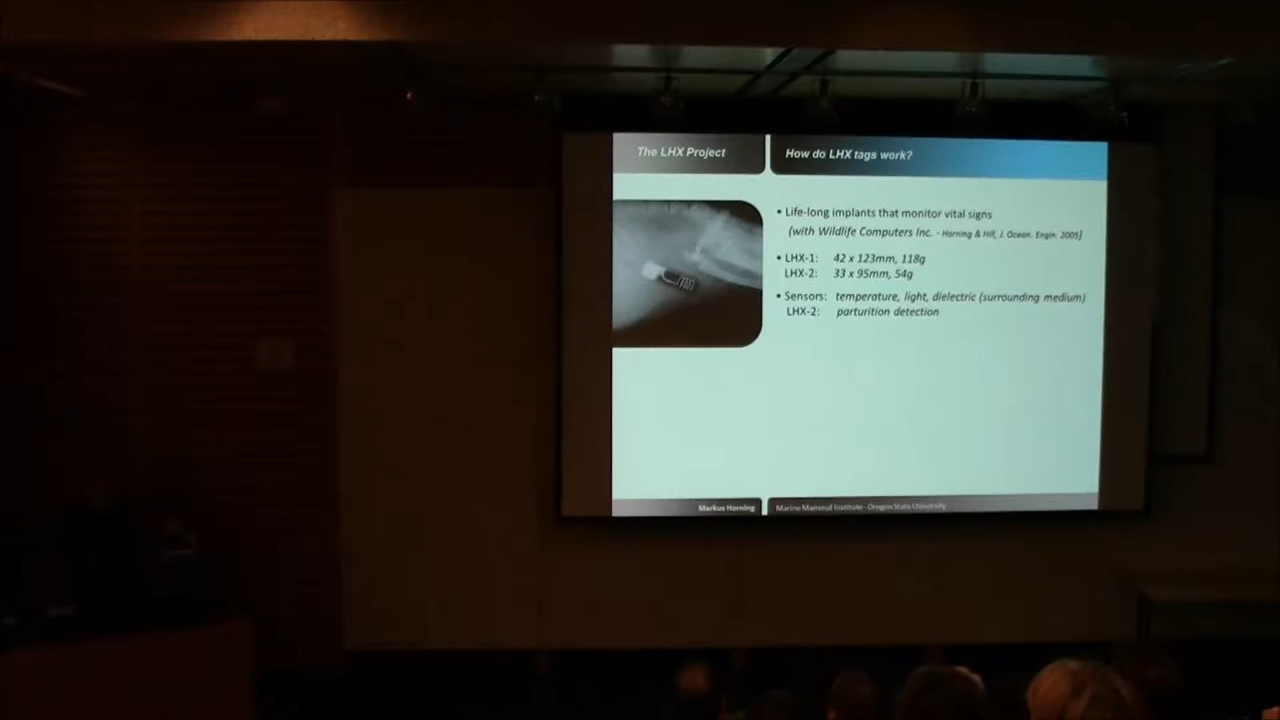 The LHX Project
How do LHX tags work?
• Life-long implants that monitor vital signs
(with Wildlife Computers Inc. - Horning & Hill, J. Ocean. Engin. 2005)
• LHX-1: 42 x 123mm, 118g
LHX-2: 33 x 95mm, 54g
• Sensors: temperature, light, dielectric (surrounding medium)
LHX-2: parturition detection
Markus Horning
Marine Mammal Institute - Oregon State University